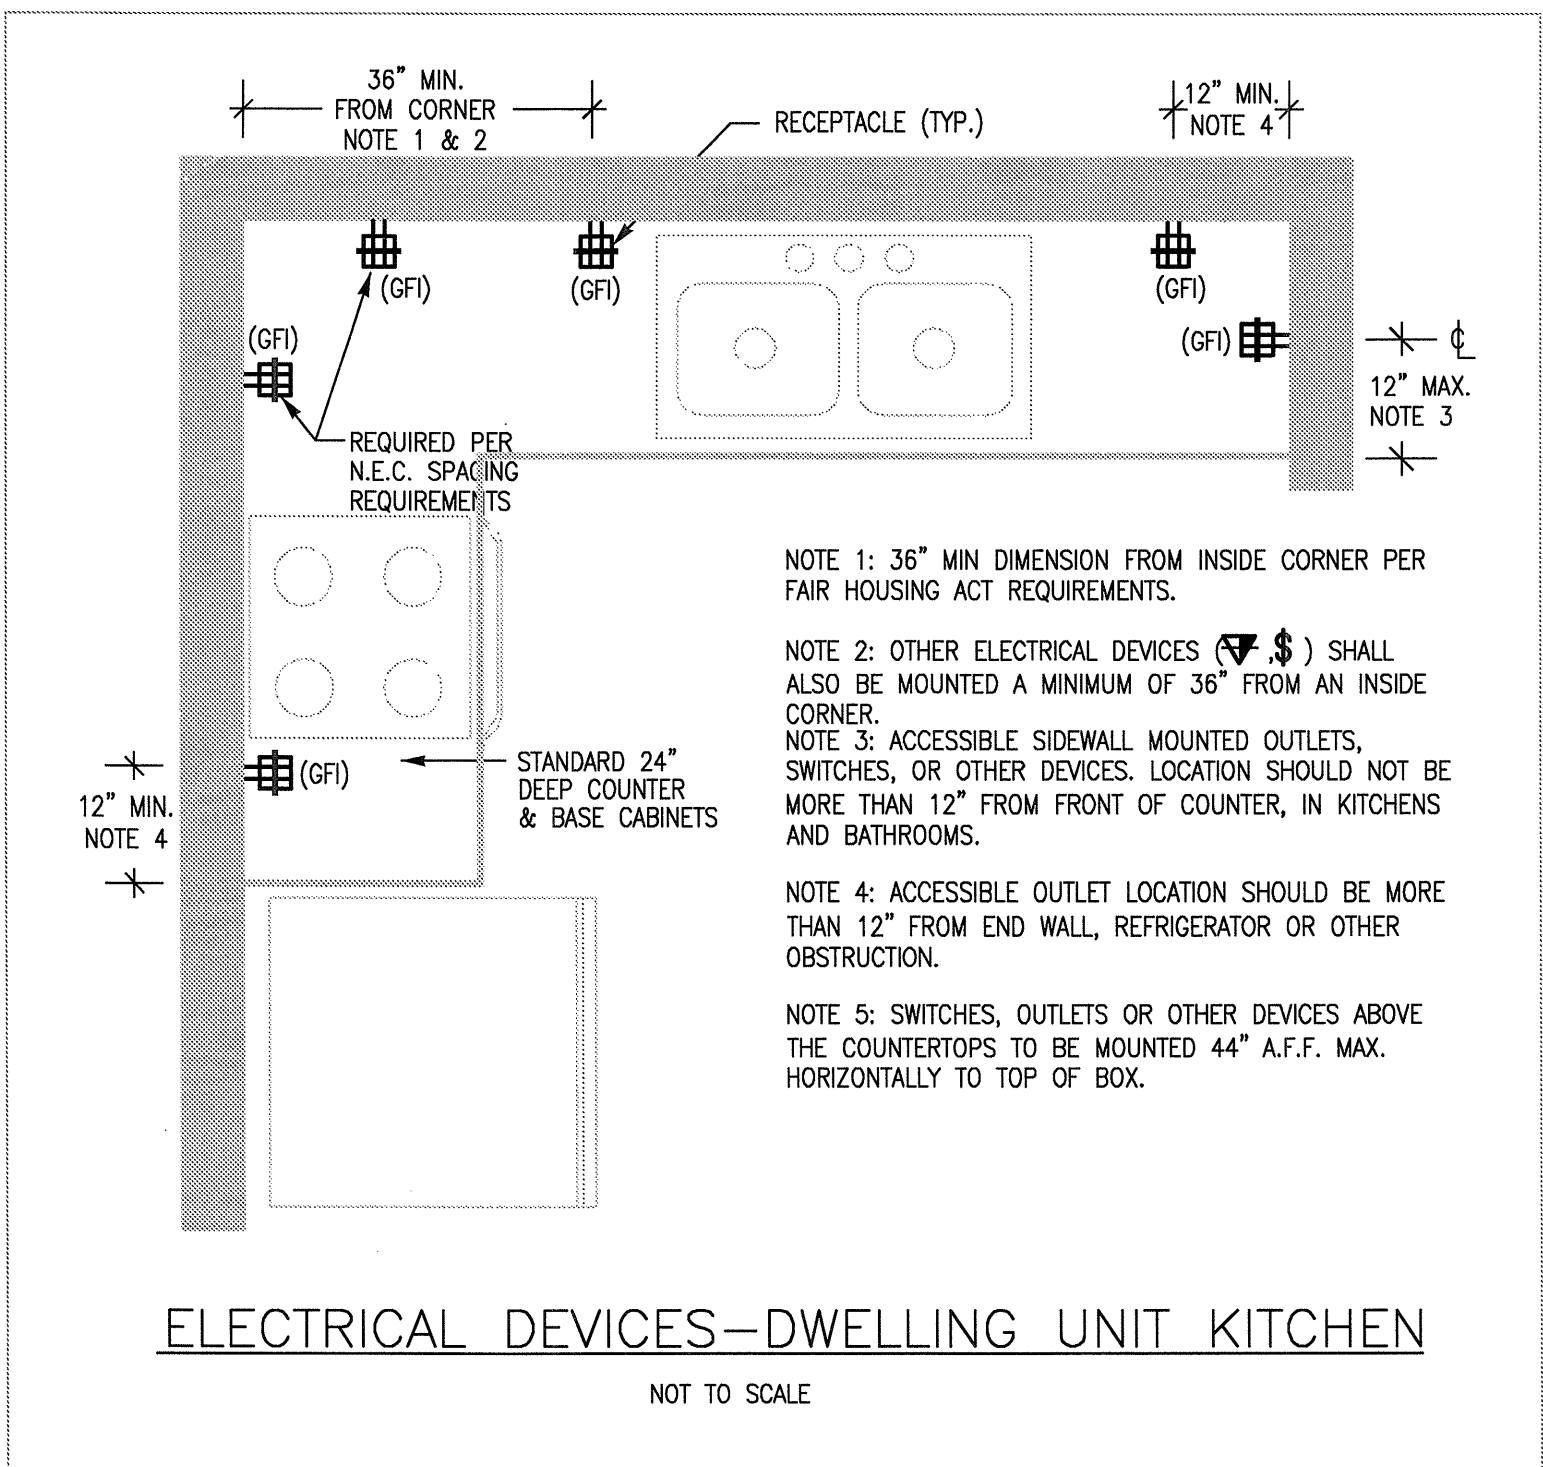 36" MIN.
FROM CORNER
NOTE 1 & 2
RECEPTACLE (TYP.)
12" MIN.
NOTE 4
(GFI)
(GFI)
(GFI)
(GFI)
(GFI)
℄
12" MAX.
NOTE 3
REQUIRED PER
N.E.C. SPACING
REQUIREMENTS
NOTE 1: 36" MIN DIMENSION FROM INSIDE CORNER PER
FAIR HOUSING ACT REQUIREMENTS.
NOTE 2: OTHER ELECTRICAL DEVICES ( ,$ ) SHALL
ALSO BE MOUNTED A MINIMUM OF 36" FROM AN INSIDE
CORNER.
NOTE 3: ACCESSIBLE SIDEWALL MOUNTED OUTLETS,
SWITCHES, OR OTHER DEVICES. LOCATION SHOULD NOT BE
MORE THAN 12" FROM FRONT OF COUNTER, IN KITCHENS
AND BATHROOMS.
STANDARD 24"
DEEP COUNTER
& BASE CABINETS
(GFI)
12" MIN.
NOTE 4
NOTE 4: ACCESSIBLE OUTLET LOCATION SHOULD BE MORE
THAN 12" FROM END WALL, REFRIGERATOR OR OTHER
OBSTRUCTION.
NOTE 5: SWITCHES, OUTLETS OR OTHER DEVICES ABOVE
THE COUNTERTOPS TO BE MOUNTED 44" A.F.F. MAX.
HORIZONTALLY TO TOP OF BOX.
ELECTRICAL DEVICES-DWELLING UNIT KITCHEN
NOT TO SCALE